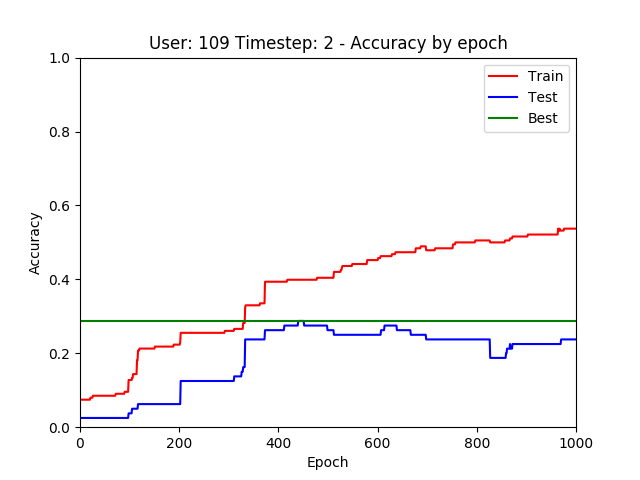 User: 109 Timestep: 2 - Accuracy by epoch
Train
Test
Best
1.0
0.8
0.6
0.4
0.2
0.0
Accuracy
0 200 400 600 800 1000
Epoch